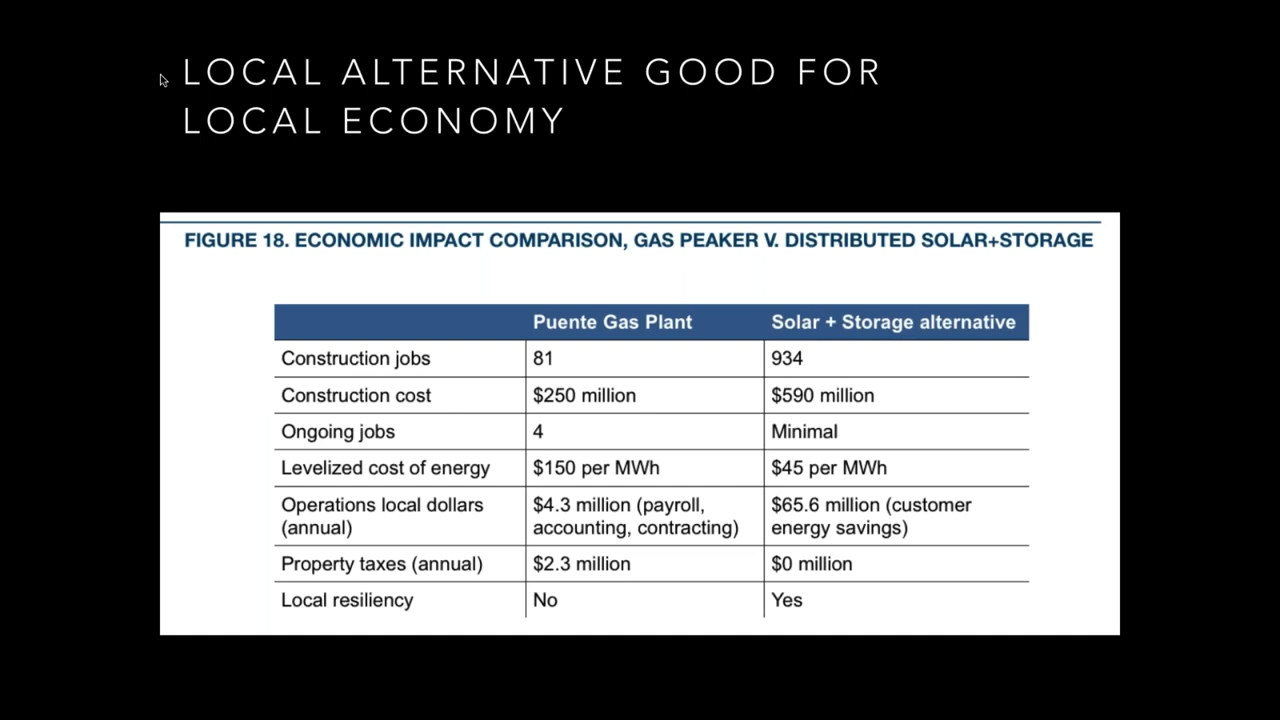 LOCAL ALTERNATIVE GOOD FOR
LOCAL ECONOMY
FIGURE 18. ECONOMIC IMPACT COMPARISON, GAS PEAKER V. DISTRIBUTED SOLAR+STORAGE
Puente Gas Plant Solar + Storage alternative
Construction jobs 81 934
Construction cost $250 million $590 million
Ongoing jobs 4 Minimal
Levelized cost of energy $150 per MWh $45 per MWh
Operations local dollars $4.3 million (payroll, $65.6 million (customer
(annual) accounting, contracting) energy savings)
Property taxes (annual) $2.3 million $0 million
Local resiliency No Yes